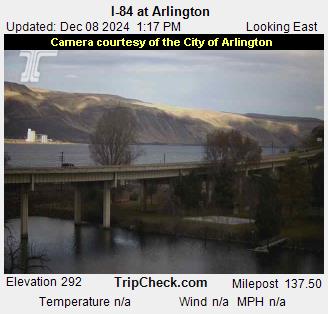 I-84 at Arlington
Updated: Dec 08 2024 1:17 PM Looking East
Camera courtesy of the City of Arlington
Elevation 292 TripCheck.com Milepost 137.50
Temperature n/a Wind n/a MPH n/a